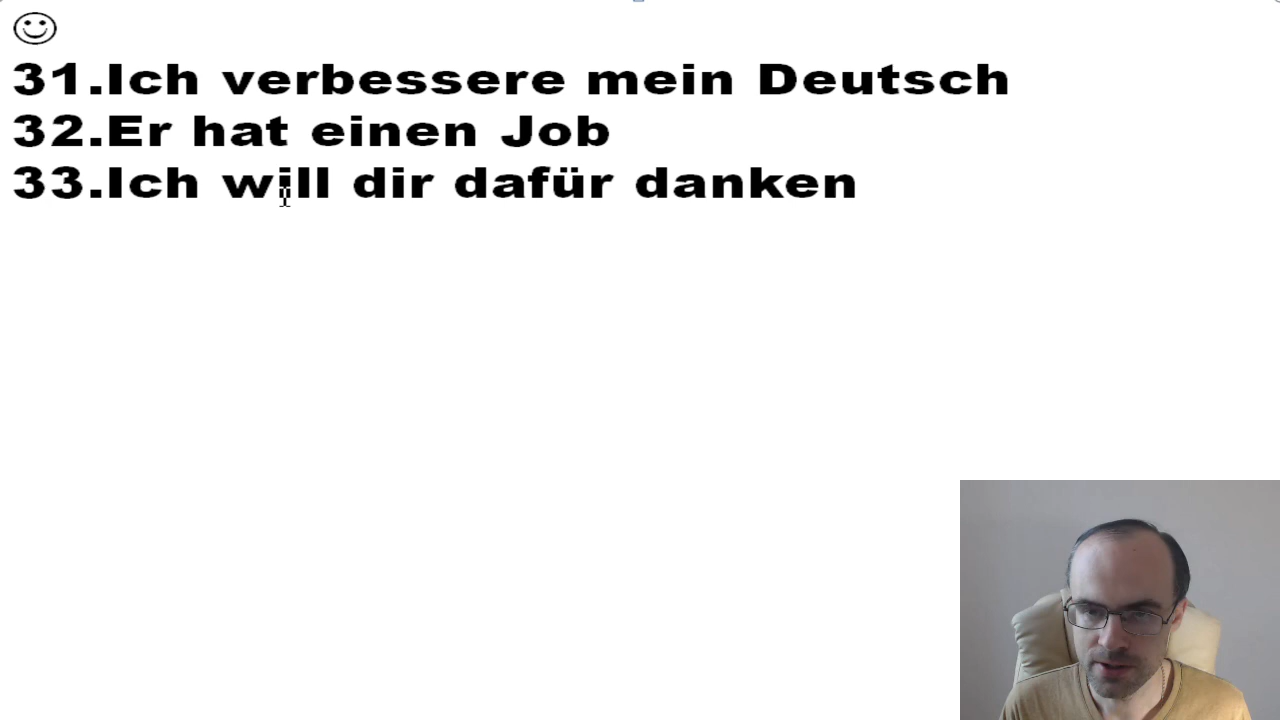 31.Ich verbessere mein Deutsch
32.Er hat einen Job
33.Ich will dir dafür danken